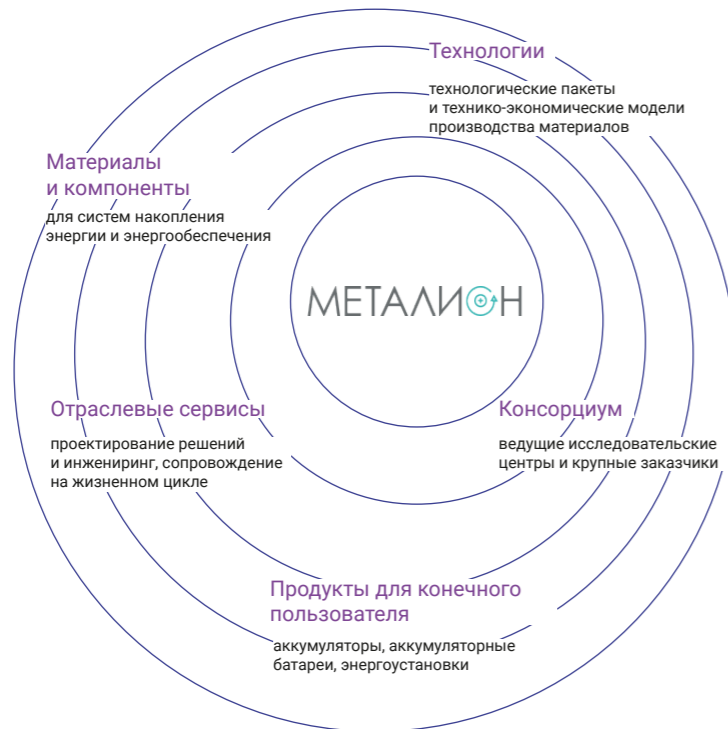 Технологии
технологические пакеты
и технико-экономические модели
производства материалов
Материалы
и компоненты
для систем накопления
энергии и энергообеспечения
МЕТАЛИОН
Отраслевые сервисы
проектирование решений
и инжениринг, сопровождение
на жизненном цикле
Консорциум
ведущие исследовательские
центры и крупные заказчики
Продукты для конечного
пользователя
аккумуляторы, аккумуляторные
батареи, энергоустановки